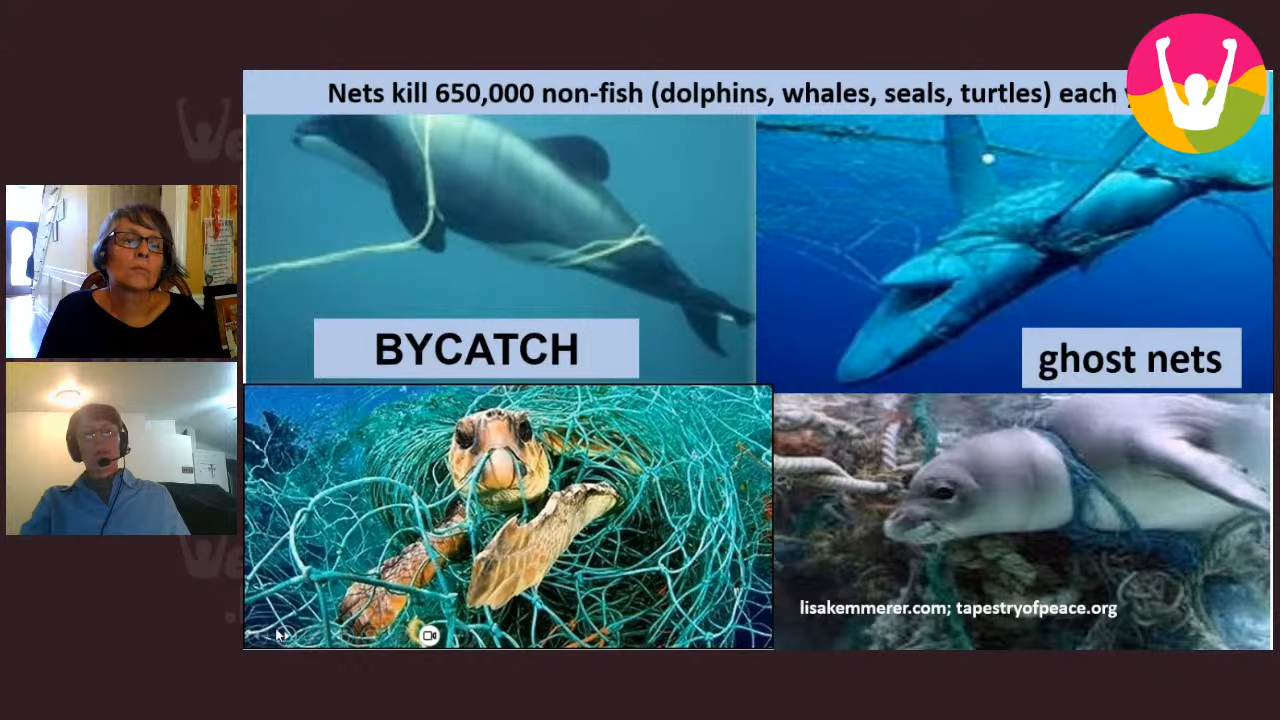 Nets kill 650,000 non-fish (dolphins, whales, seals, turtles) each
BYCATCH
ghost nets
lisakemmerer.com; tapestryofpeace.org